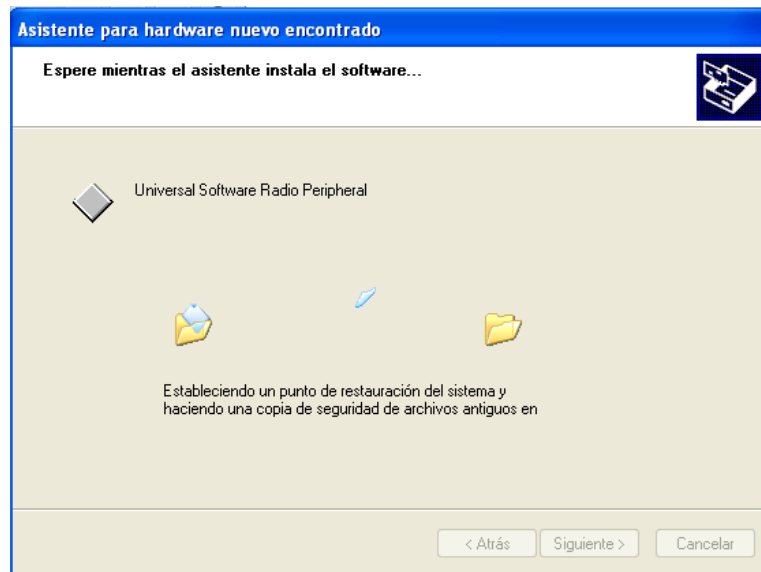 Asistente para hardware nuevo encontrado
Espere mientras el asistente instala el software...
Universal Software Radio Peripheral
Estableciendo un punto de restauración del sistema y
haciendo una copia de seguridad de archivos antiguos en
< Atrás
Siguiente >
Cancelar